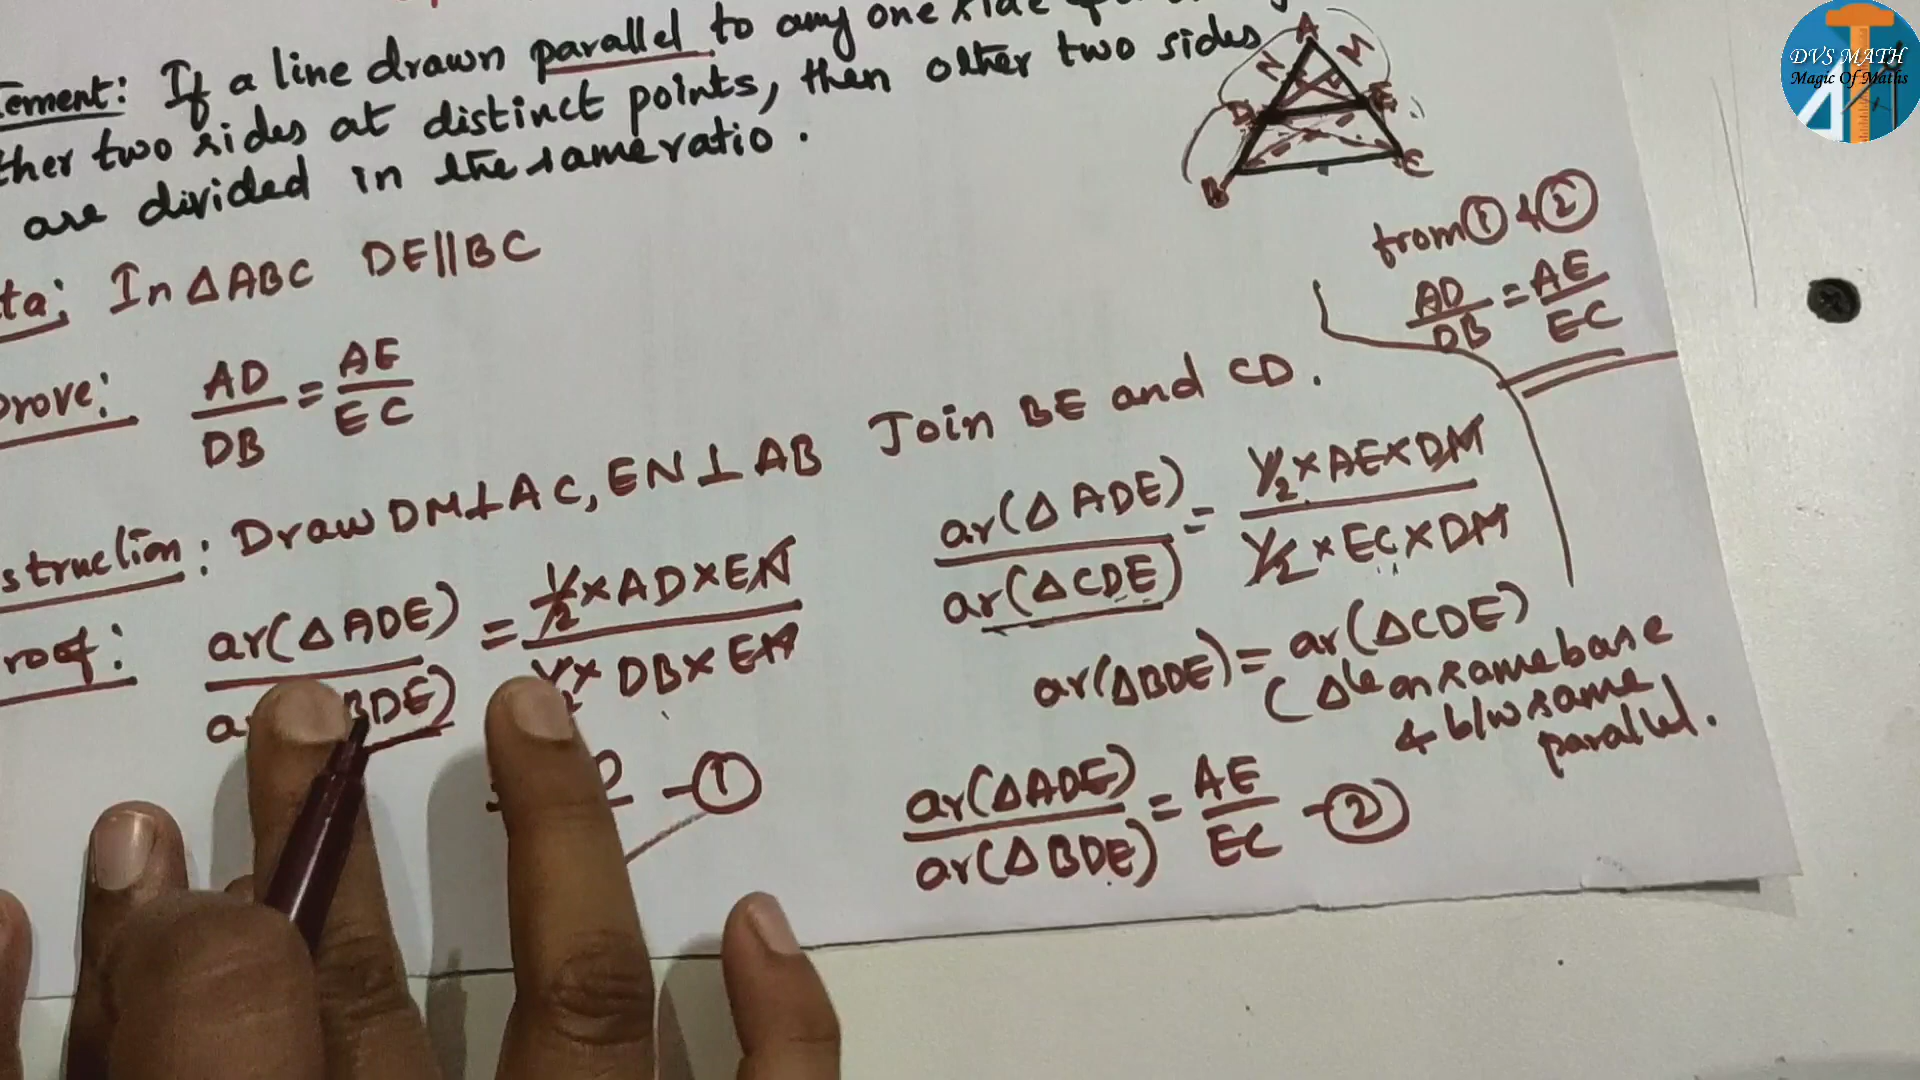 tement: If a line drawn parallel to any one side
ther two sides at distinct points, then other two sides
are divided in the same ratio.
ta: In ΔABC DE||BC
prove: AD/DB = AE/EC
struction: Draw DM⊥AC, EN⊥AB Join BE and CD.
roof: ar(ΔADE)/ar(ΔBDE) = ½×AD×EN/½×DB×EN
-①
ar(ΔADE)/ar(ΔCDE) = ½×AE×DM/½×EC×DM
ar(ΔBDE) = ar(ΔCDE)
(Δle on same base
& b/w same
parallel.
ar(ΔADE)/ar(ΔBDE) = AE/EC -②
from ① & ②
AD/DB = AE/EC
A
N
M
D
E
B
C
DVS MATH
Magic Of Maths